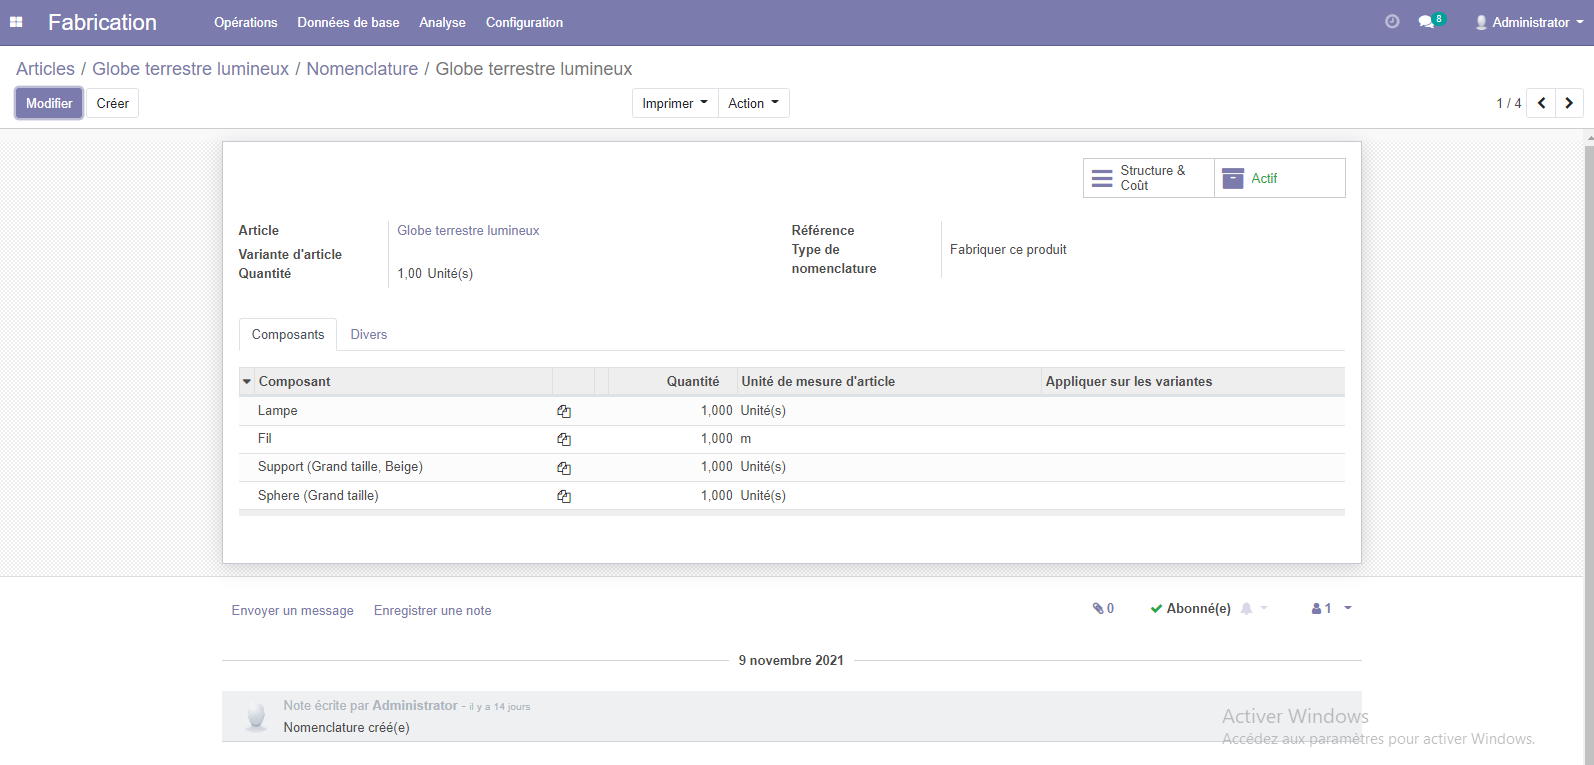 Fabrication Opérations Données de base Analyse Configuration 8 Administrator
Articles / Globe terrestre lumineux / Nomenclature / Globe terrestre lumineux
Modifier Créer Imprimer Action 1 / 4
Structure & Coût
Actif
Article Globe terrestre lumineux
Variante d'article
Quantité 1,00 Unité(s)
Référence
Type de nomenclature Fabriquer ce produit
Composants Divers
Composant Quantité Unité de mesure d'article Appliquer sur les variantes
Lampe 1,000 Unité(s)
Fil 1,000 m
Support (Grand taille, Beige) 1,000 Unité(s)
Sphere (Grand taille) 1,000 Unité(s)
Envoyer un message Enregistrer une note 0 Abonné(e) 1
9 novembre 2021
Note écrite par Administrator - il y a 14 jours
Nomenclature créé(e)
Activer Windows
Accédez aux paramètres pour activer Windows.